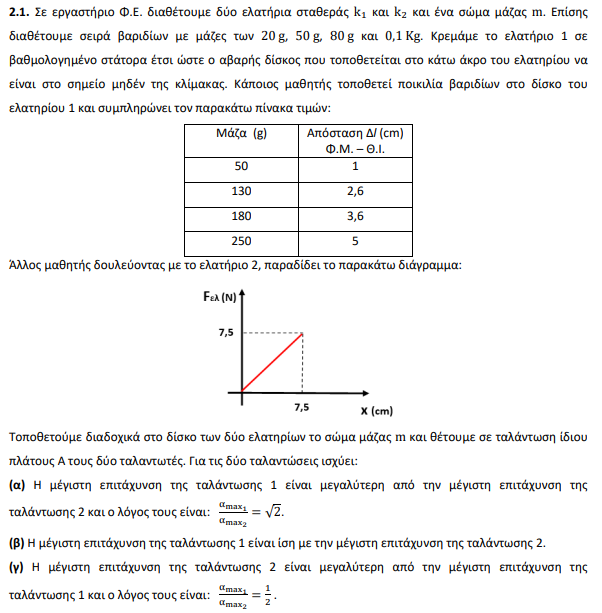 2.1. Σε εργαστήριο Φ.Ε. διαθέτουμε δύο ελατήρια σταθεράς k₁ και k₂ και ένα σώμα μάζας m. Επίσης
διαθέτουμε σειρά βαριδίων με μάζες των 20 g, 50 g, 80 g και 0,1 Kg. Κρεμάμε το ελατήριο 1 σε
βαθμολογημένο στάτορα έτσι ώστε ο αβαρής δίσκος που τοποθετείται στο κάτω άκρο του ελατηρίου να
είναι στο σημείο μηδέν της κλίμακας. Κάποιος μαθητής τοποθετεί ποικιλία βαριδίων στο δίσκο του
ελατηρίου 1 και συμπληρώνει τον παρακάτω πίνακα τιμών:
Μάζα (g) Απόσταση Δl (cm)
Φ.Μ. – Θ.Ι.
50 1
130 2,6
180 3,6
250 5
Άλλος μαθητής δουλεύοντας με το ελατήριο 2, παραδίδει το παρακάτω διάγραμμα:
Fελ (N)
7,5
7,5
x (cm)
Τοποθετούμε διαδοχικά στο δίσκο των δύο ελατηρίων το σώμα μάζας m και θέτουμε σε ταλάντωση ίδιου
πλάτους Α τους δύο ταλαντωτές. Για τις δύο ταλαντώσεις ισχύει:
(α) Η μέγιστη επιτάχυνση της ταλάντωσης 1 είναι μεγαλύτερη από την μέγιστη επιτάχυνση της
ταλάντωσης 2 και ο λόγος τους είναι: αmax₁/αmax₂ = √2.
(β) Η μέγιστη επιτάχυνση της ταλάντωσης 1 είναι ίση με την μέγιστη επιτάχυνση της ταλάντωσης 2.
(γ) Η μέγιστη επιτάχυνση της ταλάντωσης 2 είναι μεγαλύτερη από την μέγιστη επιτάχυνση της
ταλάντωσης 1 και ο λόγος τους είναι: αmax₁/αmax₂ = 1/2 .